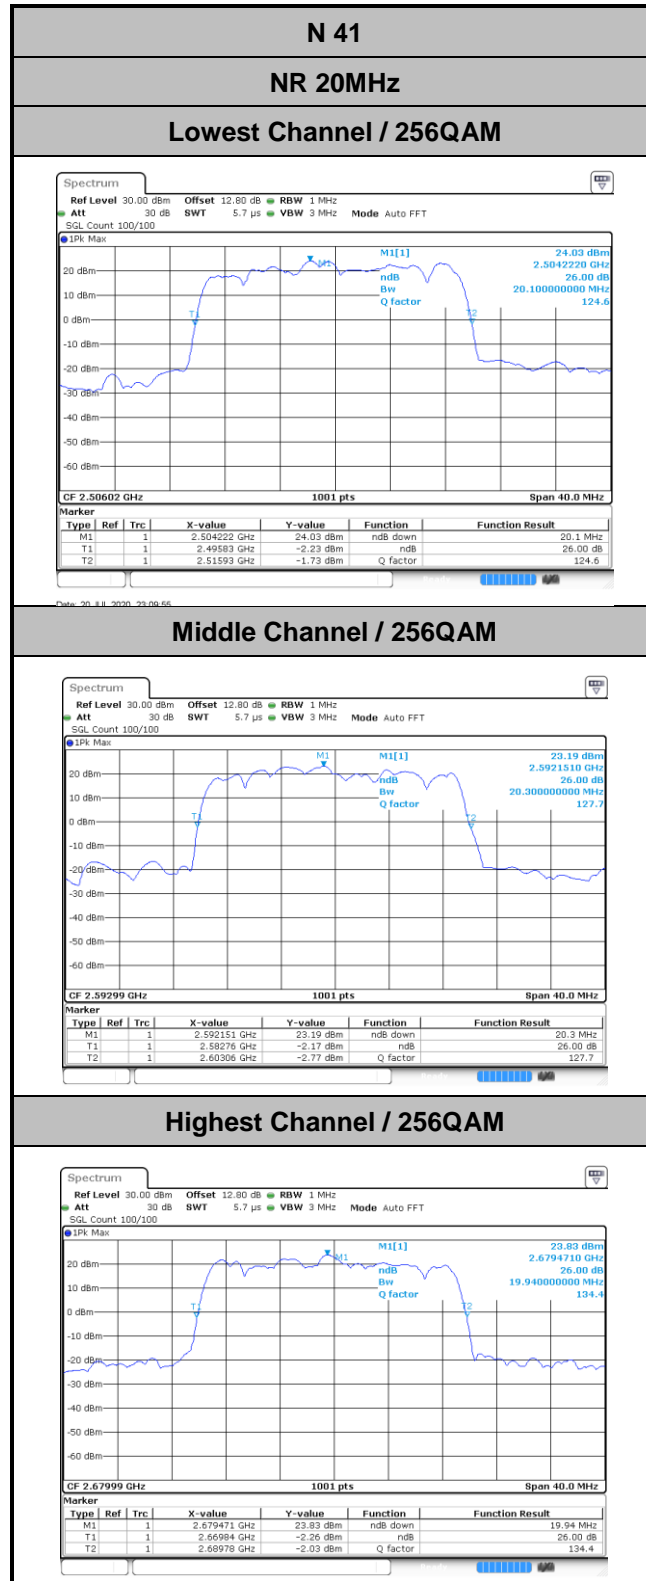 N 41
NR 20MHz
Lowest Channel / 256QAM
Spectrum
Ref Level 30.00 dBm Offset 12.80 dB RBW 1 MHz
Att 30 dB SWT 5.7 µs VBW 3 MHz Mode Auto FFT
SGL Count 100/100
1Pk Max
M1[1] 24.03 dBm
2.5042220 GHz
ndB 26.00 dB
Bw 20.100000000 MHz
Q factor 124.6
M1
T1
T2
20 dBm
10 dBm
0 dBm
-10 dBm
-20 dBm
-30 dBm
-40 dBm
-50 dBm
-60 dBm
CF 2.50602 GHz 1001 pts Span 40.0 MHz
Marker
Type Ref Trc X-value Y-value Function Function Result
M1 1 2.504222 GHz 24.03 dBm ndB down 20.1 MHz
T1 1 2.49583 GHz -2.23 dBm ndB 26.00 dB
T2 1 2.51593 GHz -1.73 dBm Q factor 124.6
Date: 20.JUL.2020 23:09:55
Middle Channel / 256QAM
Spectrum
Ref Level 30.00 dBm Offset 12.80 dB RBW 1 MHz
Att 30 dB SWT 5.7 µs VBW 3 MHz Mode Auto FFT
SGL Count 100/100
1Pk Max
M1
M1[1] 23.19 dBm
2.5921510 GHz
ndB 26.00 dB
Bw 20.300000000 MHz
Q factor 127.7
T1
T2
20 dBm
10 dBm
0 dBm
-10 dBm
-20 dBm
-30 dBm
-40 dBm
-50 dBm
-60 dBm
CF 2.59299 GHz 1001 pts Span 40.0 MHz
Marker
Type Ref Trc X-value Y-value Function Function Result
M1 1 2.592151 GHz 23.19 dBm ndB down 20.3 MHz
T1 1 2.58276 GHz -2.17 dBm ndB 26.00 dB
T2 1 2.60306 GHz -2.77 dBm Q factor 127.7
Highest Channel / 256QAM
Spectrum
Ref Level 30.00 dBm Offset 12.80 dB RBW 1 MHz
Att 30 dB SWT 5.7 µs VBW 3 MHz Mode Auto FFT
SGL Count 100/100
1Pk Max
M1[1] 23.83 dBm
2.6794710 GHz
ndB 26.00 dB
Bw 19.940000000 MHz
Q factor 134.4
M1
T1
T2
20 dBm
10 dBm
0 dBm
-10 dBm
-20 dBm
-30 dBm
-40 dBm
-50 dBm
-60 dBm
CF 2.67999 GHz 1001 pts Span 40.0 MHz
Marker
Type Ref Trc X-value Y-value Function Function Result
M1 1 2.679471 GHz 23.83 dBm ndB down 19.94 MHz
T1 1 2.66984 GHz -2.26 dBm ndB 26.00 dB
T2 1 2.68978 GHz -2.03 dBm Q factor 134.4